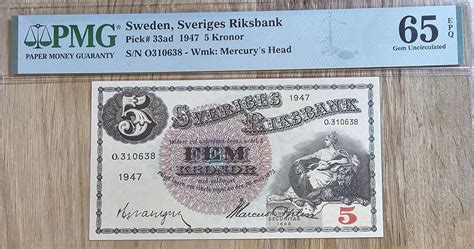 PMG
PAPER MONEY GUARANTY
Sweden, Sveriges Riksbank
Pick# 33ad 1947 5 Kronor
S/N O310638 - Wmk: Mercury's Head
65 EPQ
Gem Uncirculated
5 SVERIGES
RIKSBANK
1947
O.310638
O.310638
FEM
KRONOR
1947
5